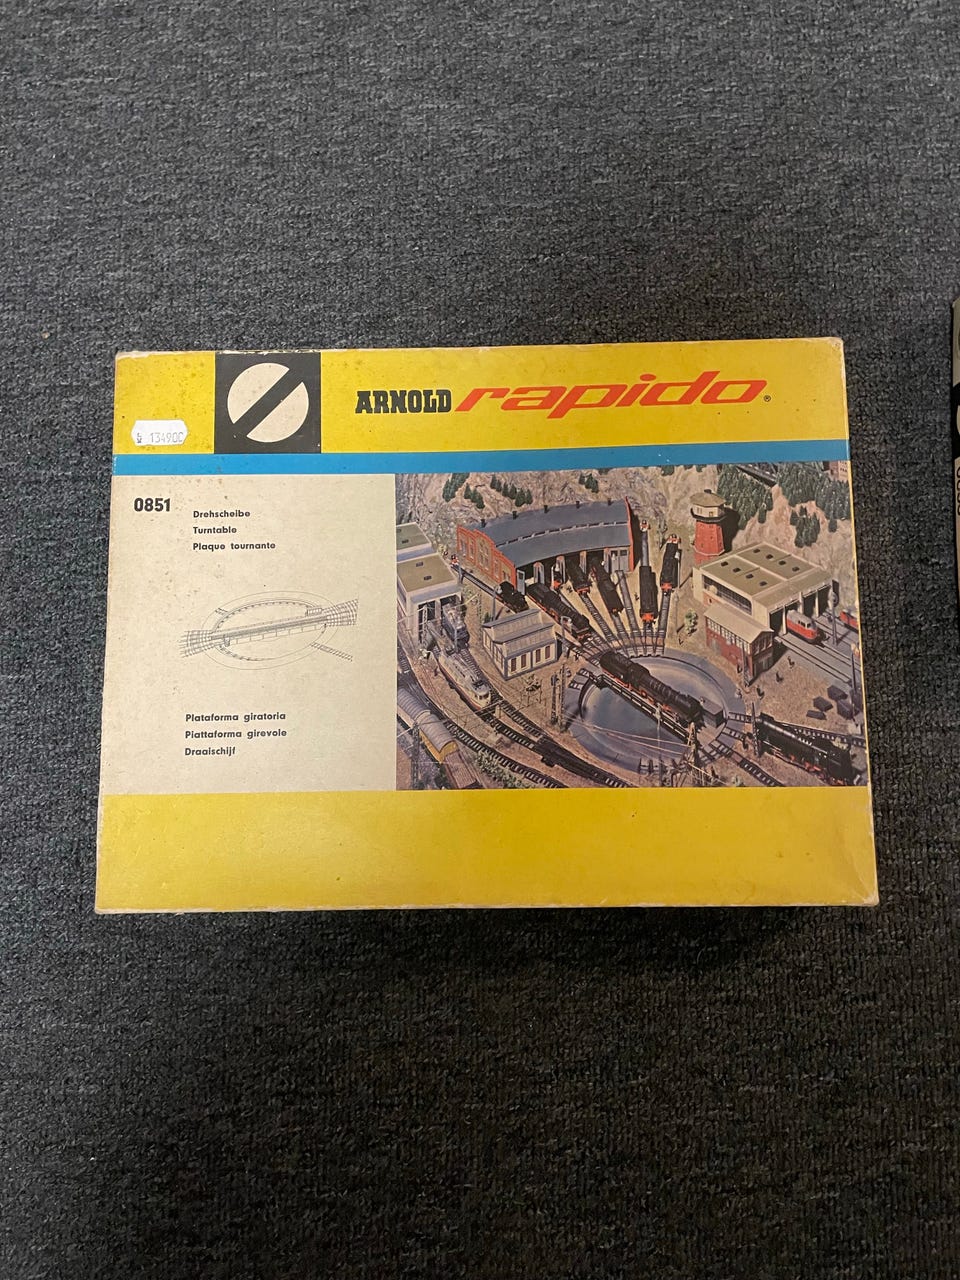 ARNOLD rapido®
134900
0851
Drehscheibe
Turntable
Plaque tournante
Plataforma giratoria
Piattaforma girevole
Draaischijf